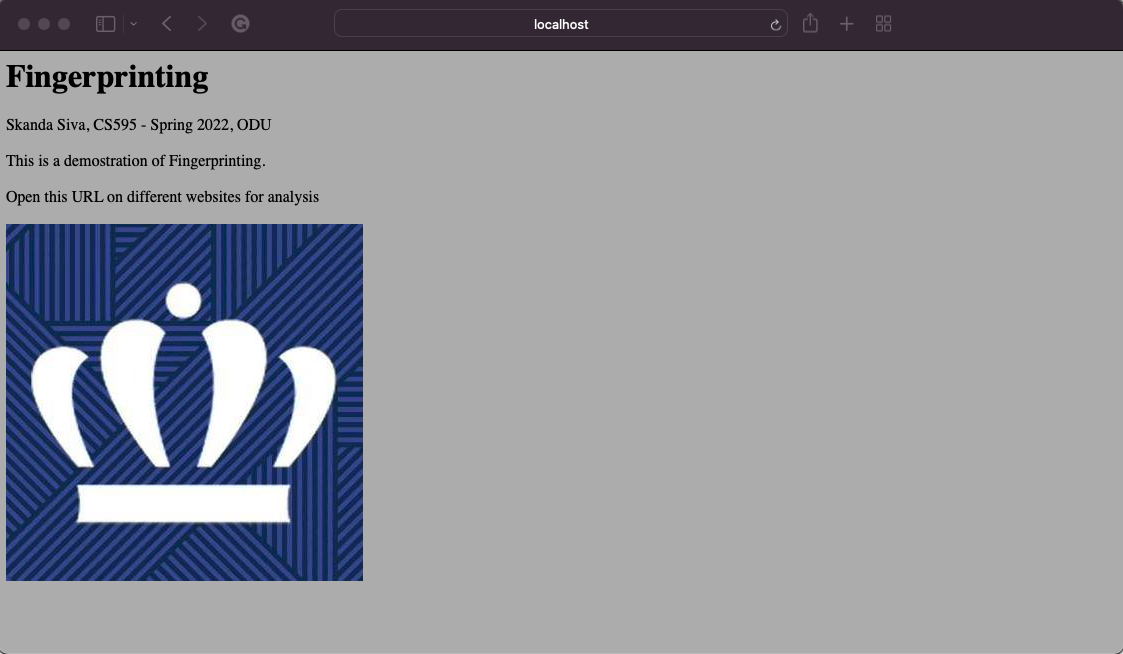 localhost
Fingerprinting
Skanda Siva, CS595 - Spring 2022, ODU
This is a demostration of Fingerprinting.
Open this URL on different websites for analysis